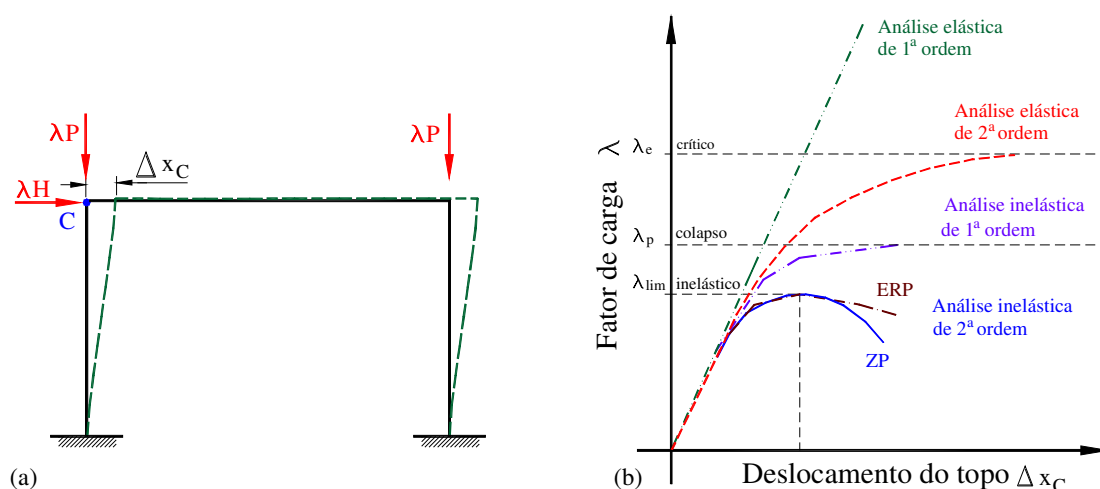 λP
λP
Δ x_C
λH
C
(a)
Análise elástica
de 1ª ordem
Análise elástica
de 2ª ordem
λ_e crítico
Análise inelástica
de 1ª ordem
λ_p colapso
λ_lim inelástico
ERP
Análise inelástica
de 2ª ordem
ZP
Fator de carga λ
(b)
Deslocamento do topo Δ x_C